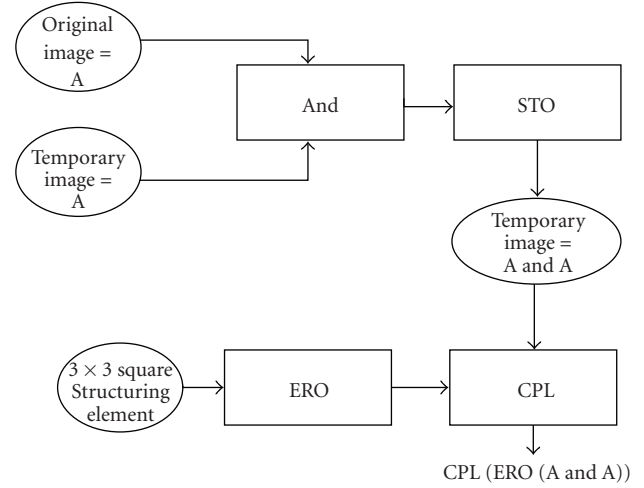 Original
image =
A
And
STO
Temporary
image =
A
Temporary
image =
A and A
3 × 3 square
Structuring
element
ERO
CPL
CPL (ERO (A and A))